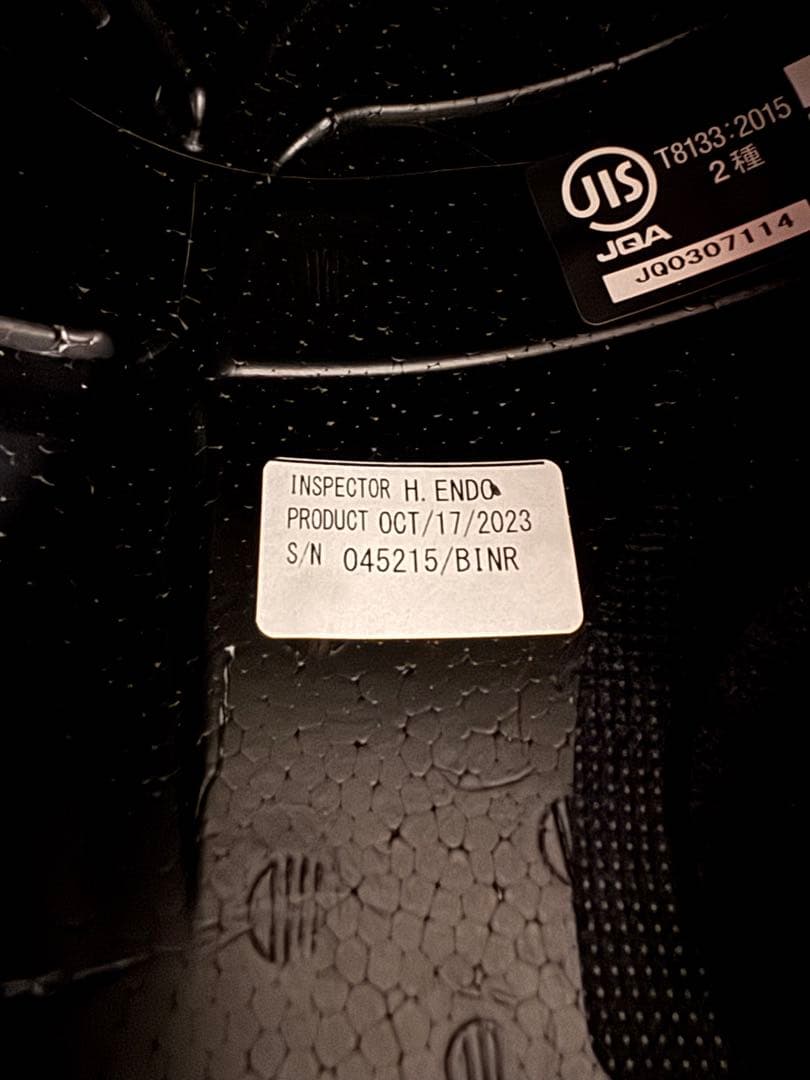 JIS
T8133:2015
2種
JQA
JQ0307114
INSPECTOR H. ENDO
PRODUCT OCT/17/2023
S/N 045215/BINR